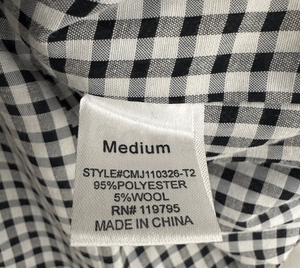 Medium
STYLE#CMJ110326-T2
95%POLYESTER
5%WOOL
RN# 119795
MADE IN CHINA